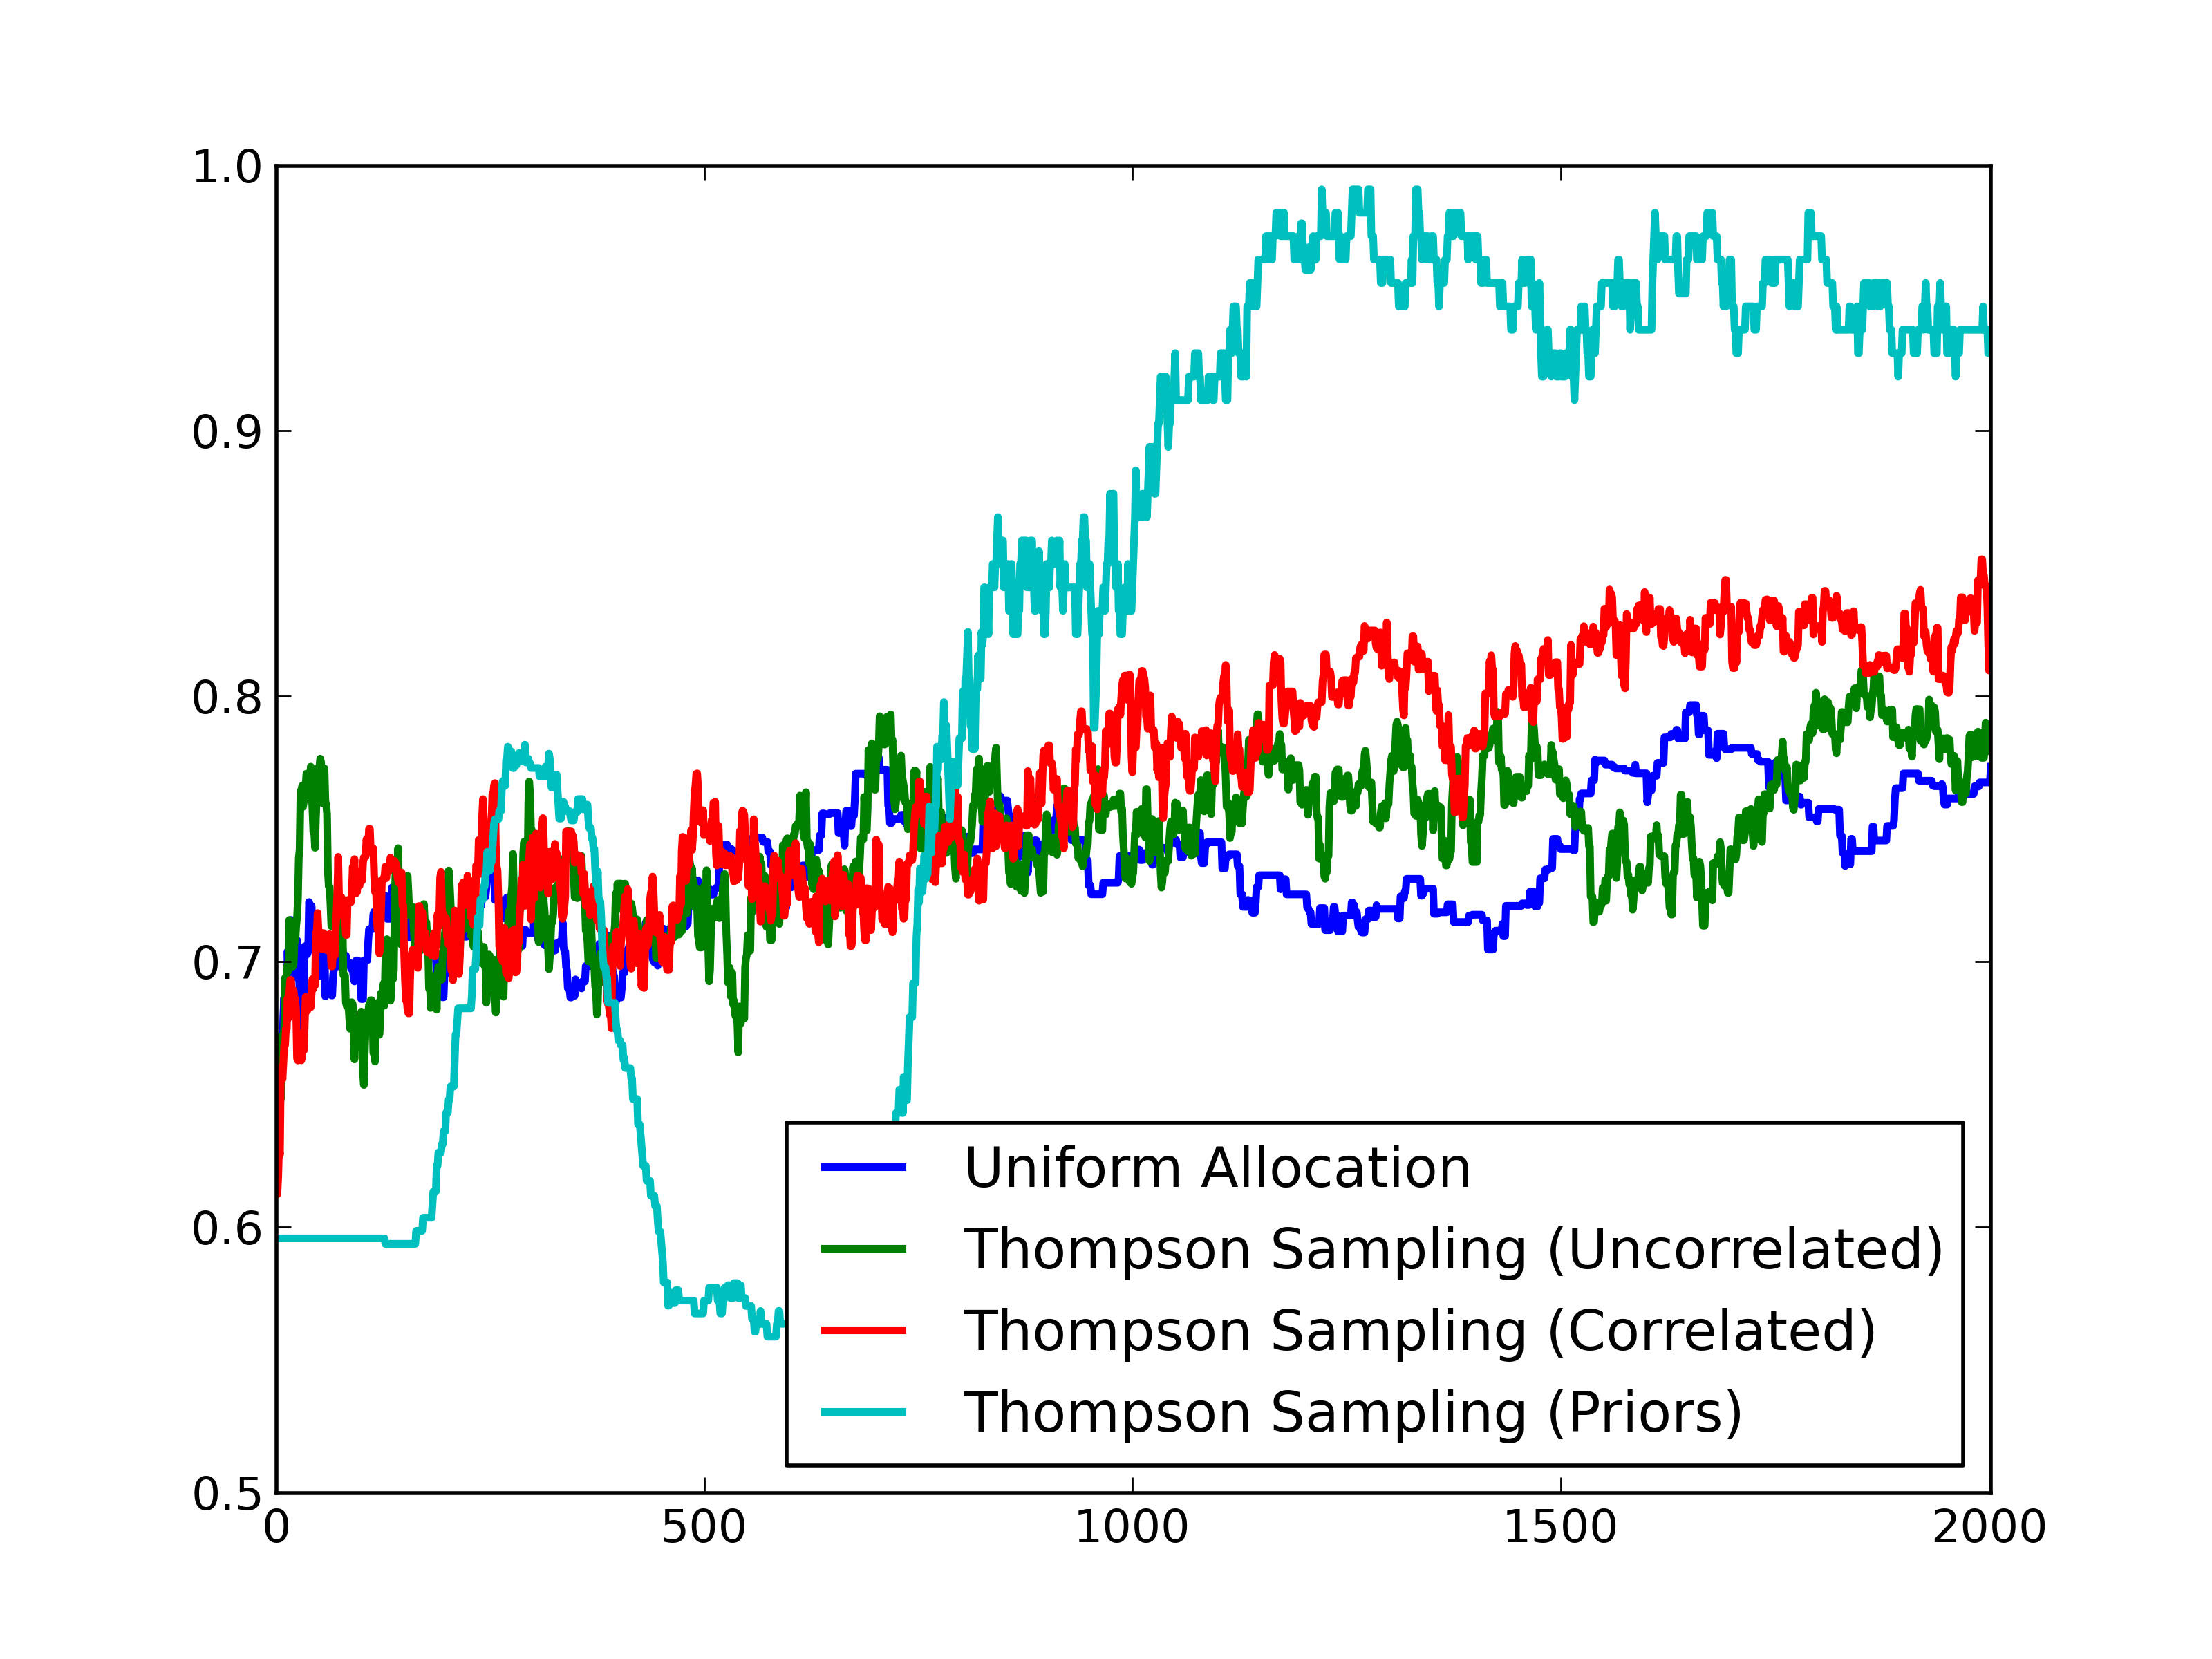 1.0
0.9
0.8
0.7
0.6
0.5
0 500 1000 1500 2000
Uniform Allocation
Thompson Sampling (Uncorrelated)
Thompson Sampling (Correlated)
Thompson Sampling (Priors)